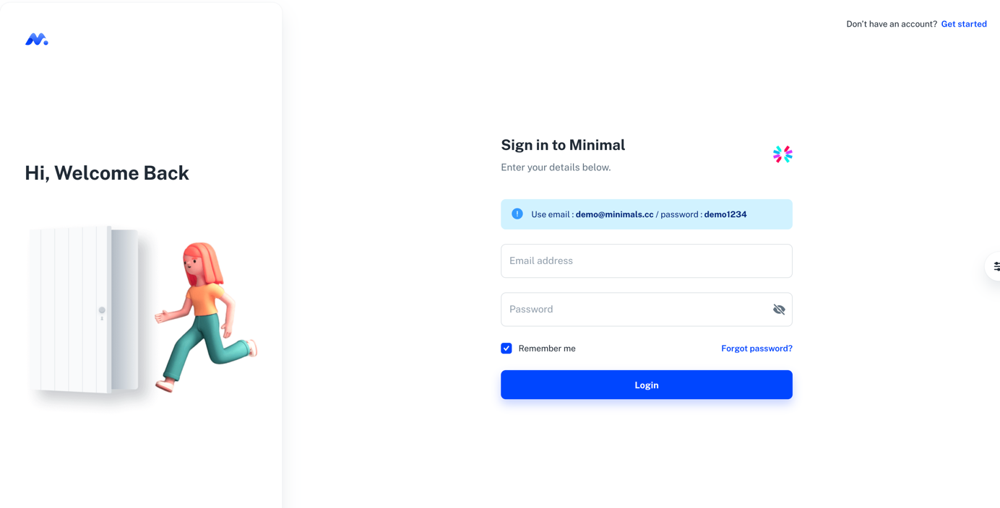 Don't have an account? Get started
Hi, Welcome Back
Sign in to Minimal
Enter your details below.
Use email : demo@minimals.cc / password : demo1234
Email address
Password
Remember me
Forgot password?
Login